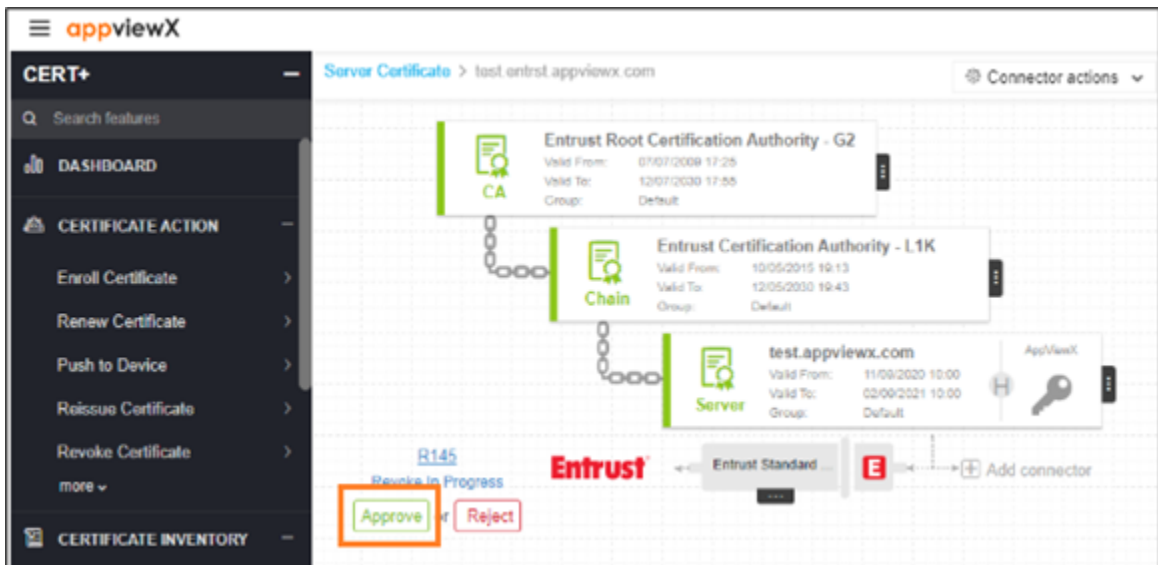 appviewX
CERT+
Search features
DASHBOARD
CERTIFICATE ACTION
Enroll Certificate
Renew Certificate
Push to Device
Reissue Certificate
Revoke Certificate
more
CERTIFICATE INVENTORY
Server Certificate > test.entrst.appviewx.com
Connector actions
Entrust Root Certification Authority - G2
Valid From: 07/07/2009 17:25
Valid To: 12/07/2030 17:55
Group: Default
CA
Entrust Certification Authority - L1K
Valid From: 10/05/2015 19:13
Valid To: 12/05/2030 19:43
Group: Default
Chain
test.appviewx.com
Valid From: 11/09/2020 10:00
Valid To: 02/09/2021 10:00
Group: Default
Server
H
AppViewX
R145
Revoke In Progress
Approve or Reject
Entrust
Entrust Standard ...
E
Add connector